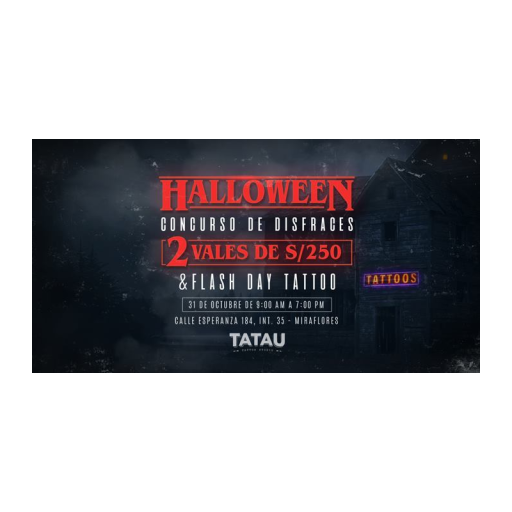 HALLOWEEN
CONCURSO DE DISFRACES
2 VALES DE S/250
& FLASH DAY TATTOO
31 DE OCTUBRE DE 9:00 AM A 7:00 PM
CALLE ESPERANZA 184, INT. 35 - MIRAFLORES
TATAU
TATTOOS